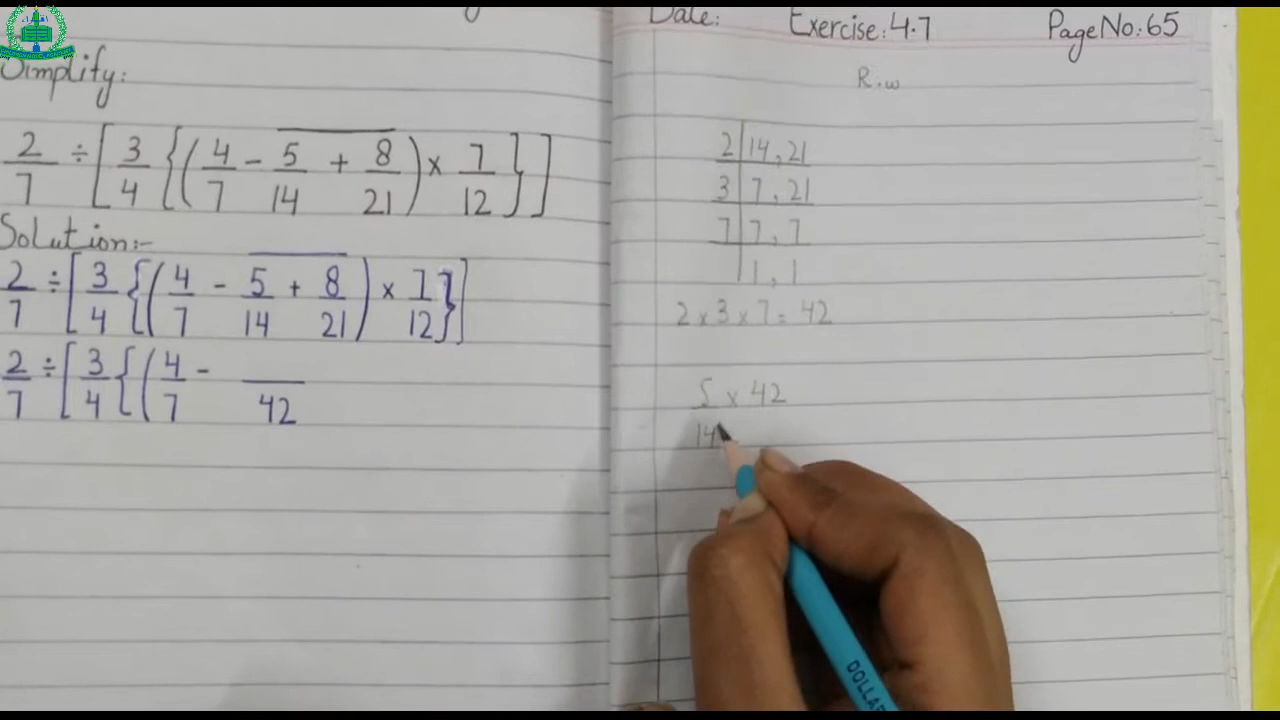 Simplify:
2/7 ÷ [3/4 {(4/7 - 5/14 + 8/21) × 7/12}]
Solution:-
2/7 ÷ [3/4 {(4/7 - 5/14 + 8/21) × 7/12}]
2/7 ÷ [3/4 {(4/7 - /42
Date: Exercise: 4.7 Page No: 65
R.w
2 | 14, 21
3 | 7, 21
7 | 7, 7
| 1, 1
2 × 3 × 7 = 42
5/14 × 42
DOLLAR